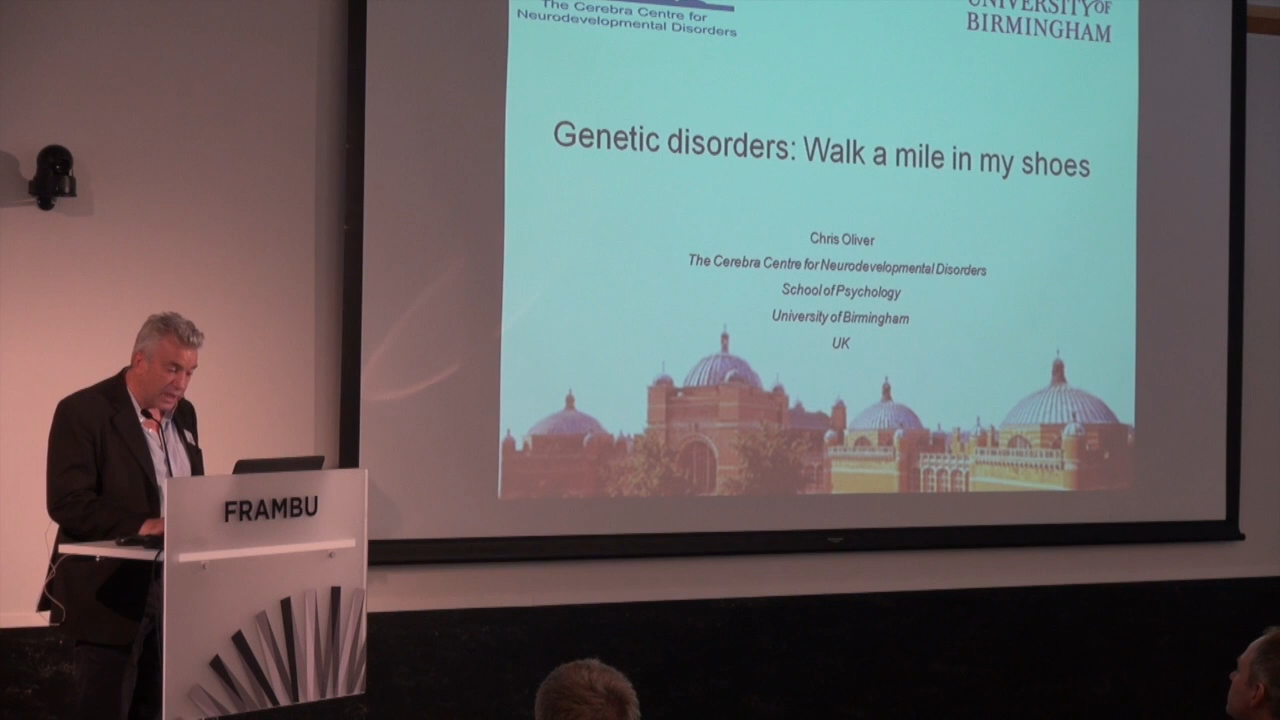 The Cerebra Centre for
Neurodevelopmental Disorders
UNIVERSITY OF
BIRMINGHAM
Genetic disorders: Walk a mile in my shoes
Chris Oliver
The Cerebra Centre for Neurodevelopmental Disorders
School of Psychology
University of Birmingham
UK
FRAMBU